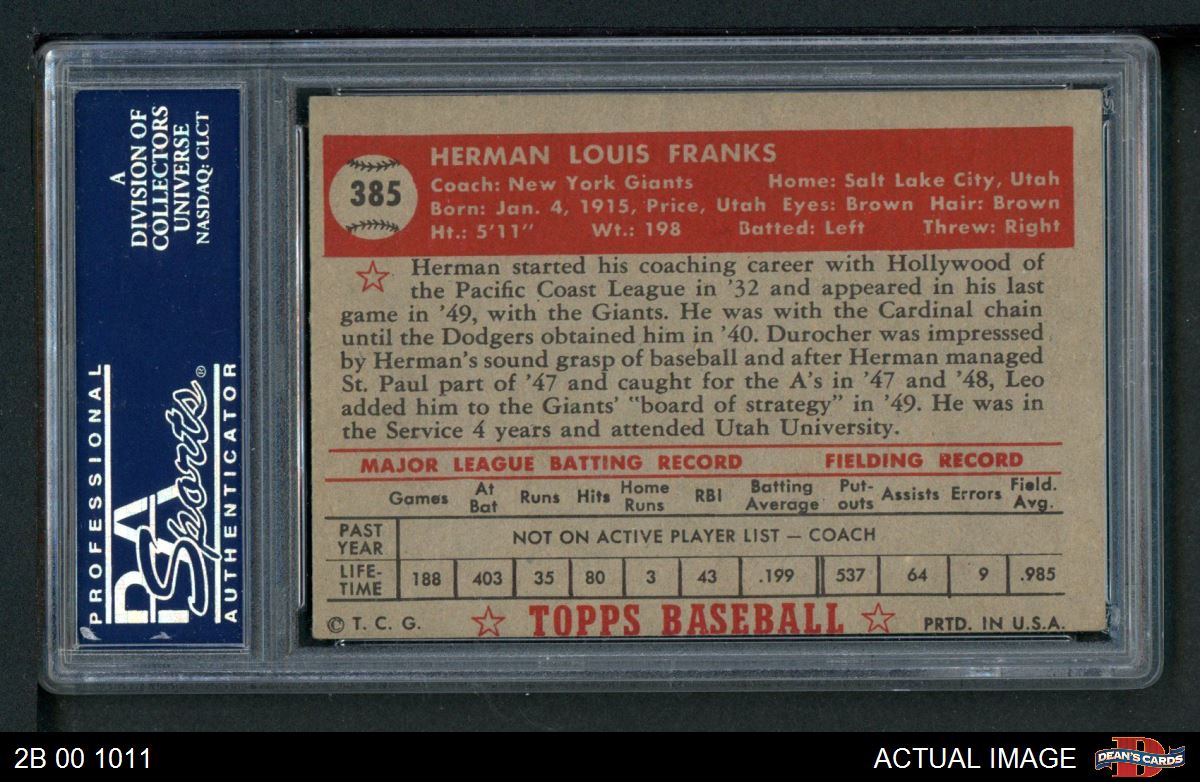 A
DIVISION OF
COLLECTORS
UNIVERSE
NASDAQ: CLCT
PROFESSIONAL
PSA
Sports®
AUTHENTICATOR
385
HERMAN LOUIS FRANKS
Coach: New York Giants Home: Salt Lake City, Utah
Born: Jan. 4, 1915, Price, Utah Eyes: Brown Hair: Brown
Ht.: 5'11" Wt.: 198 Batted: Left Threw: Right
Herman started his coaching career with Hollywood of
the Pacific Coast League in '32 and appeared in his last
game in '49, with the Giants. He was with the Cardinal chain
until the Dodgers obtained him in '40. Durocher was impresssed
by Herman's sound grasp of baseball and after Herman managed
St. Paul part of '47 and caught for the A's in '47 and '48, Leo
added him to the Giants' "board of strategy" in '49. He was in
the Service 4 years and attended Utah University.
MAJOR LEAGUE BATTING RECORD FIELDING RECORD
Games At Bat Runs Hits Home Runs RBI Batting Average Put-outs Assists Errors Field. Avg.
PAST YEAR NOT ON ACTIVE PLAYER LIST — COACH
LIFE-TIME 188 403 35 80 3 43 .199 537 64 9 .985
© T. C. G. TOPPS BASEBALL PRTD. IN U.S.A.
2B 00 1011 ACTUAL IMAGE DEAN'S CARDS